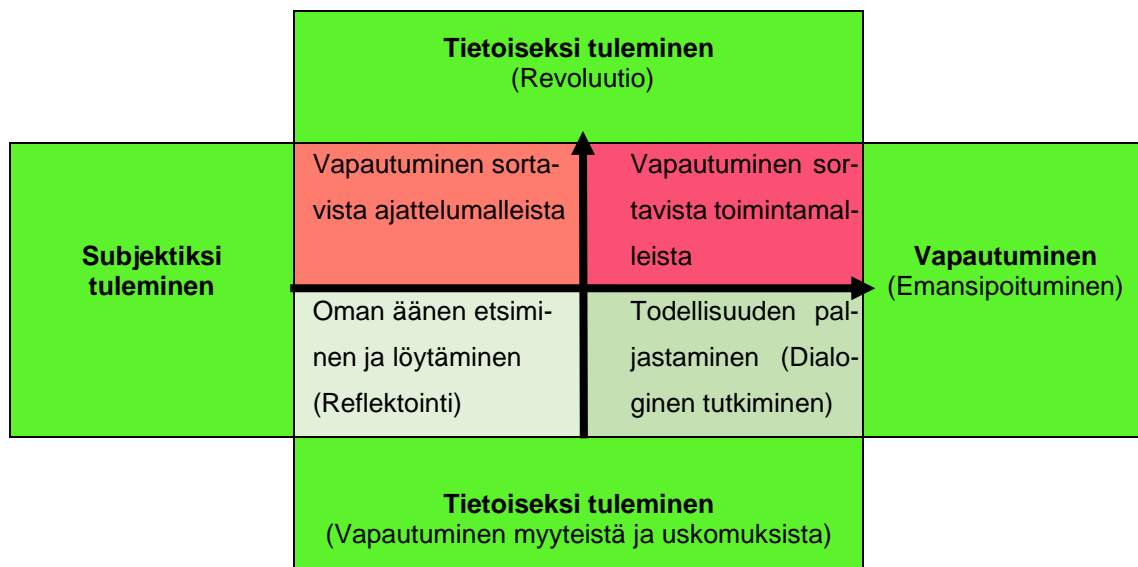 Tietoiseksi tuleminen
(Revoluutio)
Subjektiksi
tuleminen
Vapautuminen sorta-
vista ajattelumalleista
Vapautuminen sor-
tavista toimintamal-
leista
Oman äänen etsimi-
nen ja löytäminen
(Reflektointi)
Todellisuuden pal-
jastaminen (Dialo-
ginen tutkiminen)
Vapautuminen
(Emansipoituminen)
Tietoiseksi tuleminen
(Vapautuminen myyteistä ja uskomuksista)